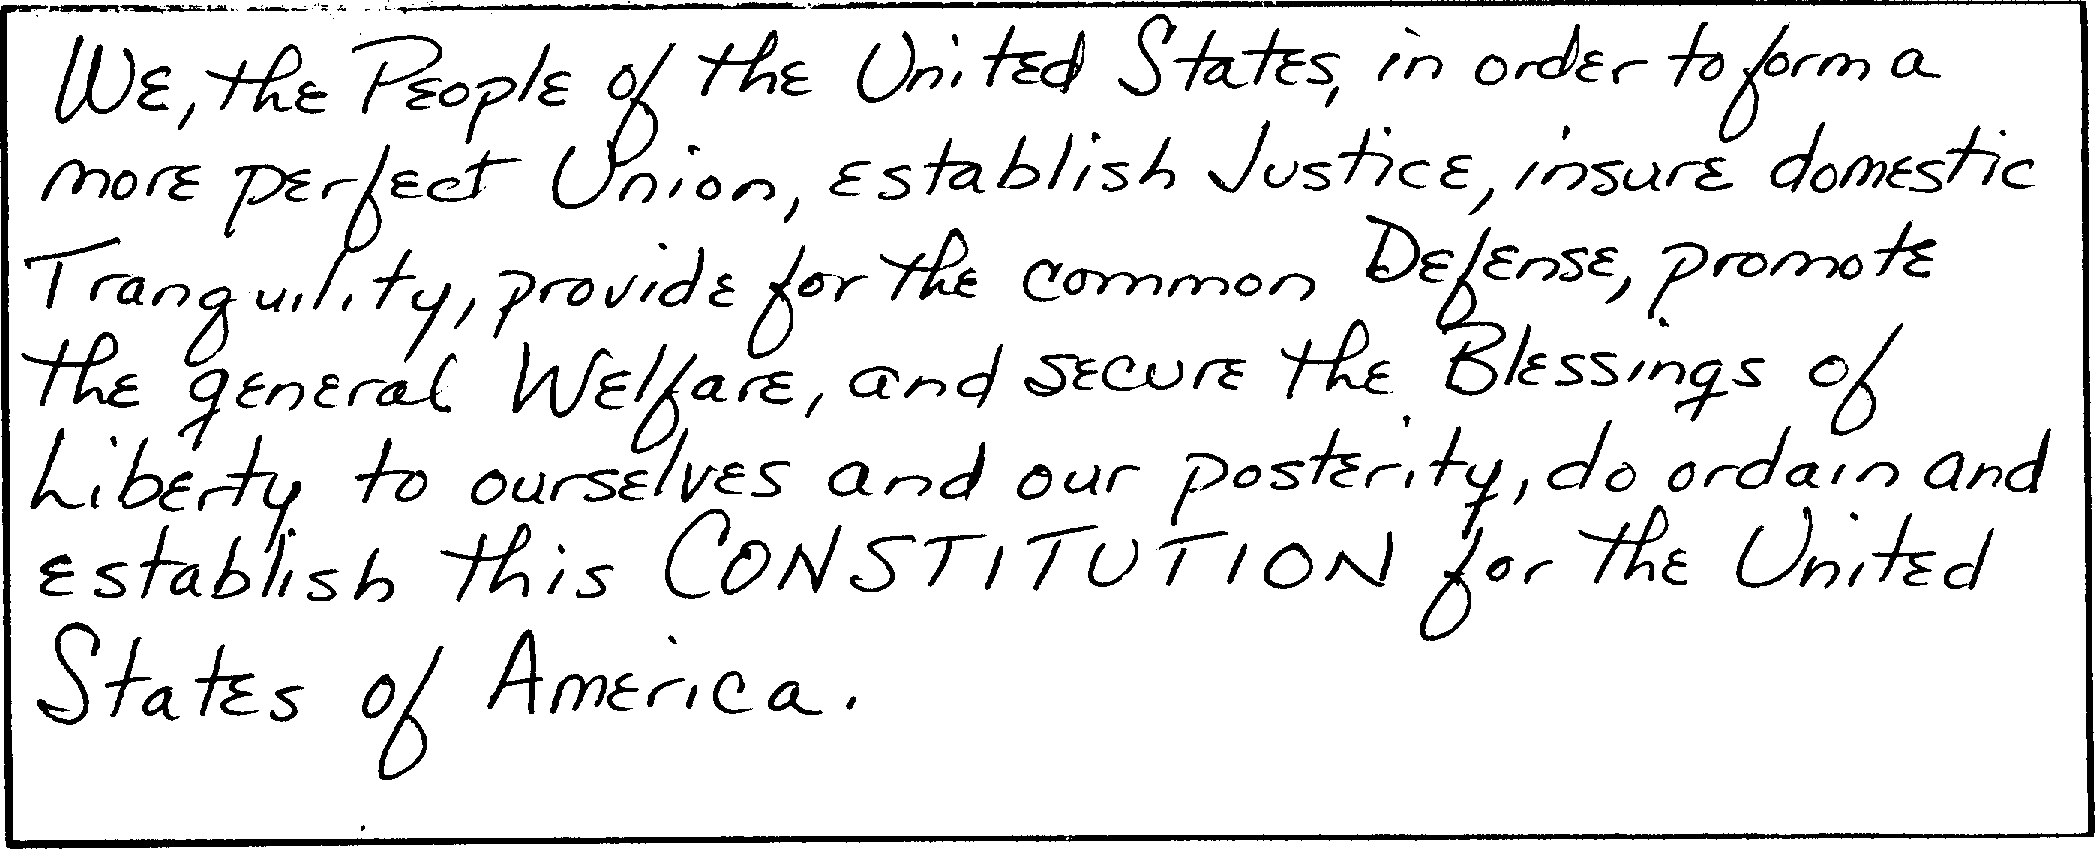 We, the People of the United States, in order to form a
more perfect Union, establish Justice, insure domestic
Tranquility, provide for the common Defense, promote
the general Welfare, and secure the Blessings of
Liberty to ourselves and our posterity, do ordain and
establish this CONSTITUTION for the United
States of America.